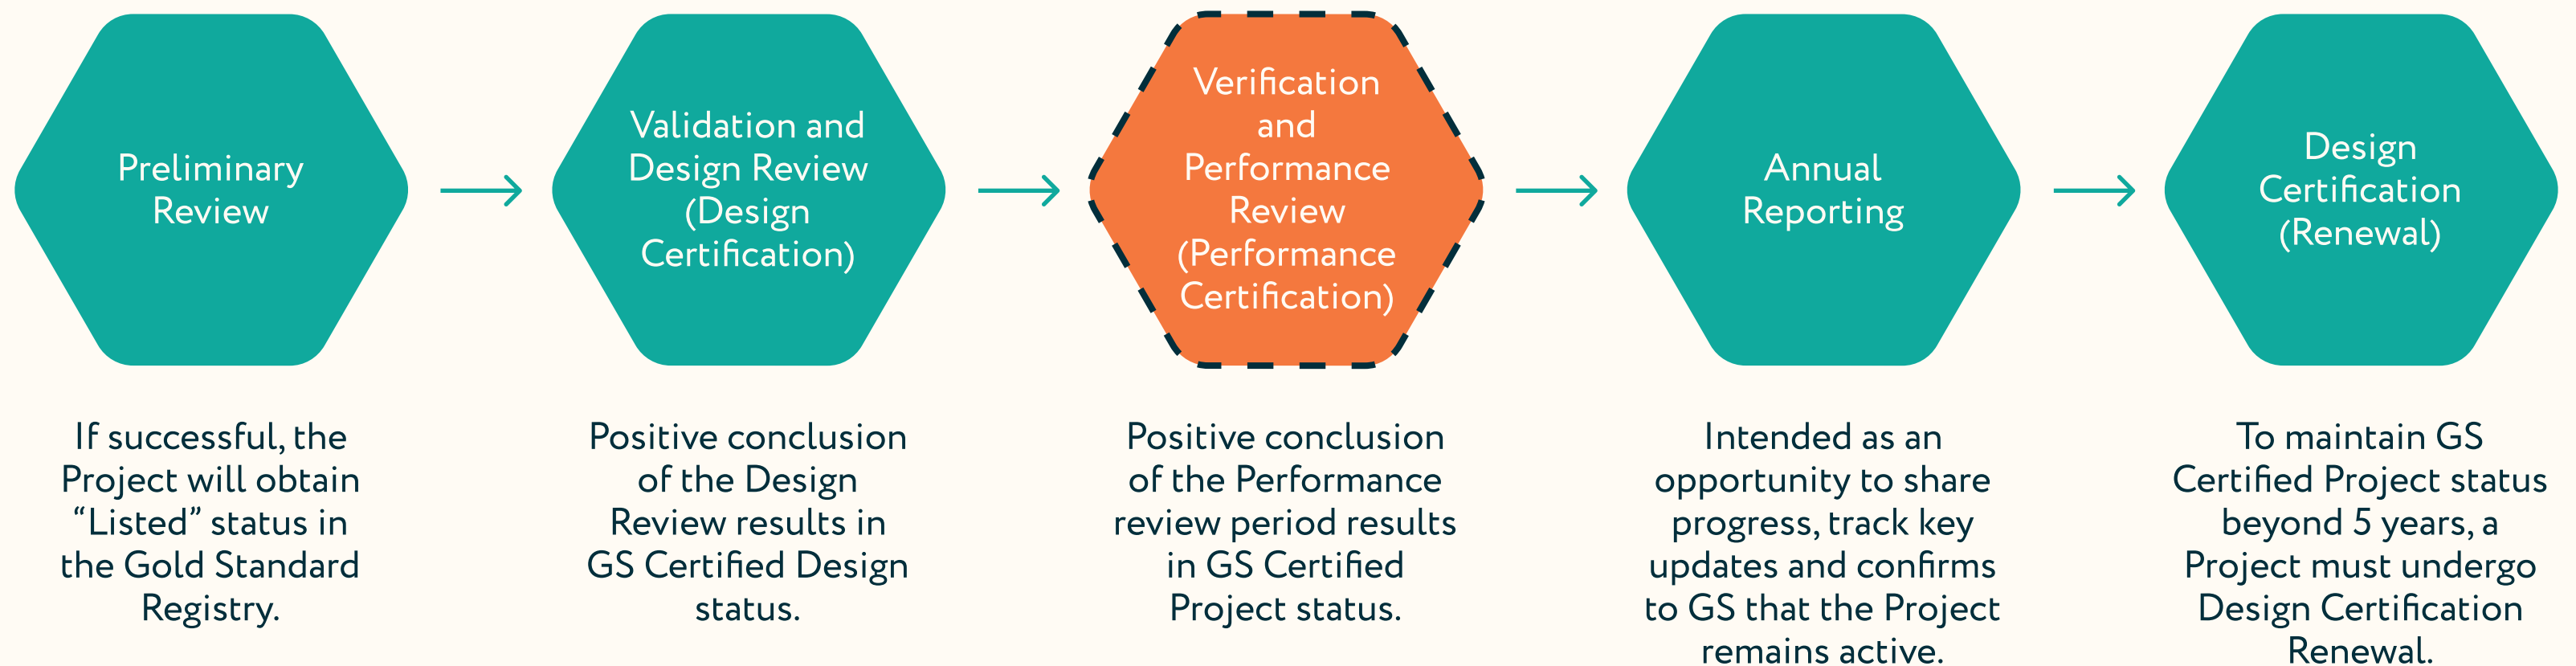 Preliminary
Review
Validation and
Design Review
(Design
Certification)
Verification
and
Performance
Review
(Performance
Certification)
Annual
Reporting
Design
Certification
(Renewal)
If successful, the
Project will obtain
“Listed” status in
the Gold Standard
Registry.
Positive conclusion
of the Design
Review results in
GS Certified Design
status.
Positive conclusion
of the Performance
review period results
in GS Certified
Project status.
Intended as an
opportunity to share
progress, track key
updates and confirms
to GS that the Project
remains active.
To maintain GS
Certified Project status
beyond 5 years, a
Project must undergo
Design Certification
Renewal.